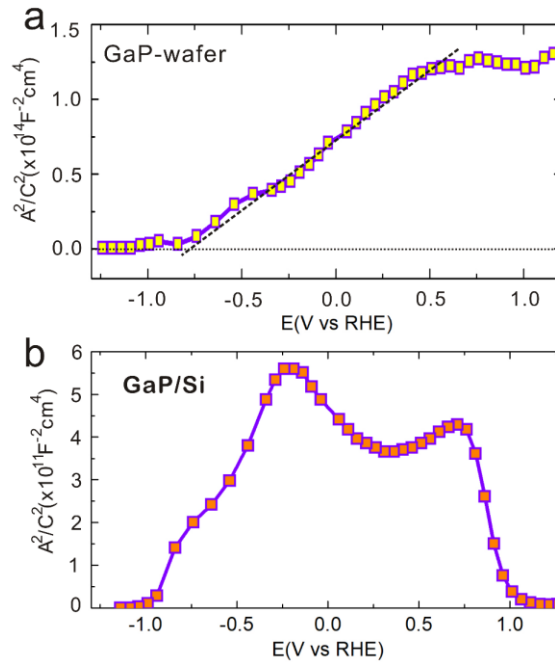 a
GaP-wafer
1.5
1.0
0.5
0.0
A²/C²(x10¹⁴F⁻²cm⁴)
-1.0 -0.5 0.0 0.5 1.0
E(V vs RHE)
b
GaP/Si
6
5
4
3
2
1
0
A²/C²(x10¹¹F⁻²cm⁴)
-1.0 -0.5 0.0 0.5 1.0
E(V vs RHE)